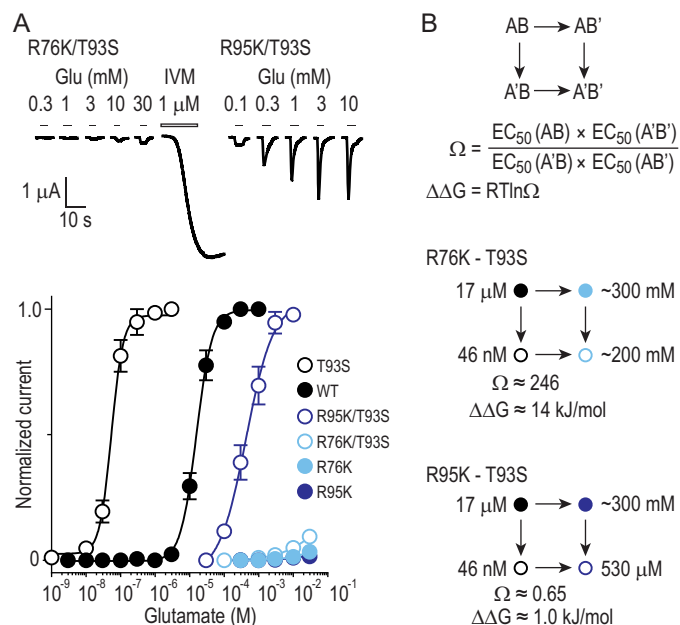 A
R76K/T93S
Glu (mM)
0.3 1 3 10 30
IVM
1 μM
R95K/T93S
Glu (mM)
0.1 0.3 1 3 10
1 μA
10 s
Normalized current
1.0
0
10⁻⁹ 10⁻⁸ 10⁻⁷ 10⁻⁶ 10⁻⁵ 10⁻⁴ 10⁻³ 10⁻² 10⁻¹
Glutamate (M)
T93S
WT
R95K/T93S
R76K/T93S
R76K
R95K
B
AB AB'
A'B A'B'
Ω = EC₅₀ (AB) × EC₅₀ (A'B')
EC₅₀ (A'B) × EC₅₀ (AB')
ΔΔG = RTlnΩ
R76K - T93S
17 μM ~300 mM
46 nM ~200 mM
Ω ≈ 246
ΔΔG ≈ 14 kJ/mol
R95K - T93S
17 μM ~300 mM
46 nM 530 μM
Ω ≈ 0.65
ΔΔG ≈ 1.0 kJ/mol